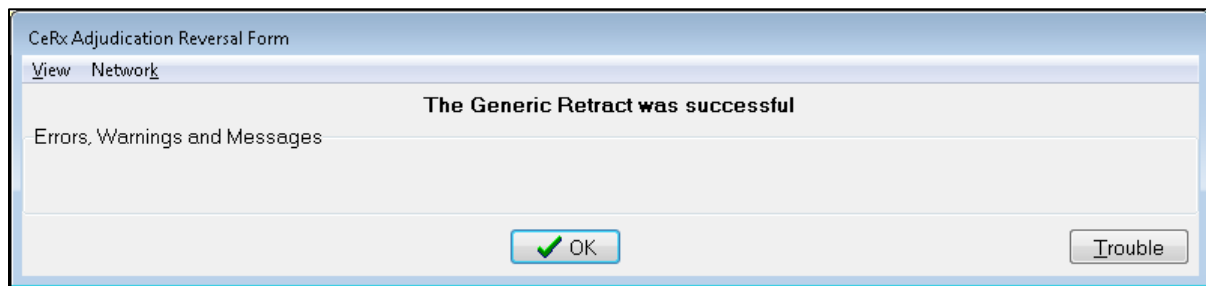 CeRx Adjudication Reversal Form
View Network
The Generic Retract was successful
Errors, Warnings and Messages
OK
Trouble